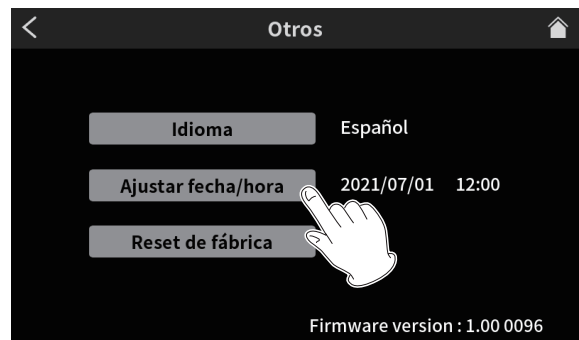 Otros
Idioma Español
Ajustar fecha/hora 2021/07/01 12:00
Reset de fábrica
Firmware version : 1.00 0096